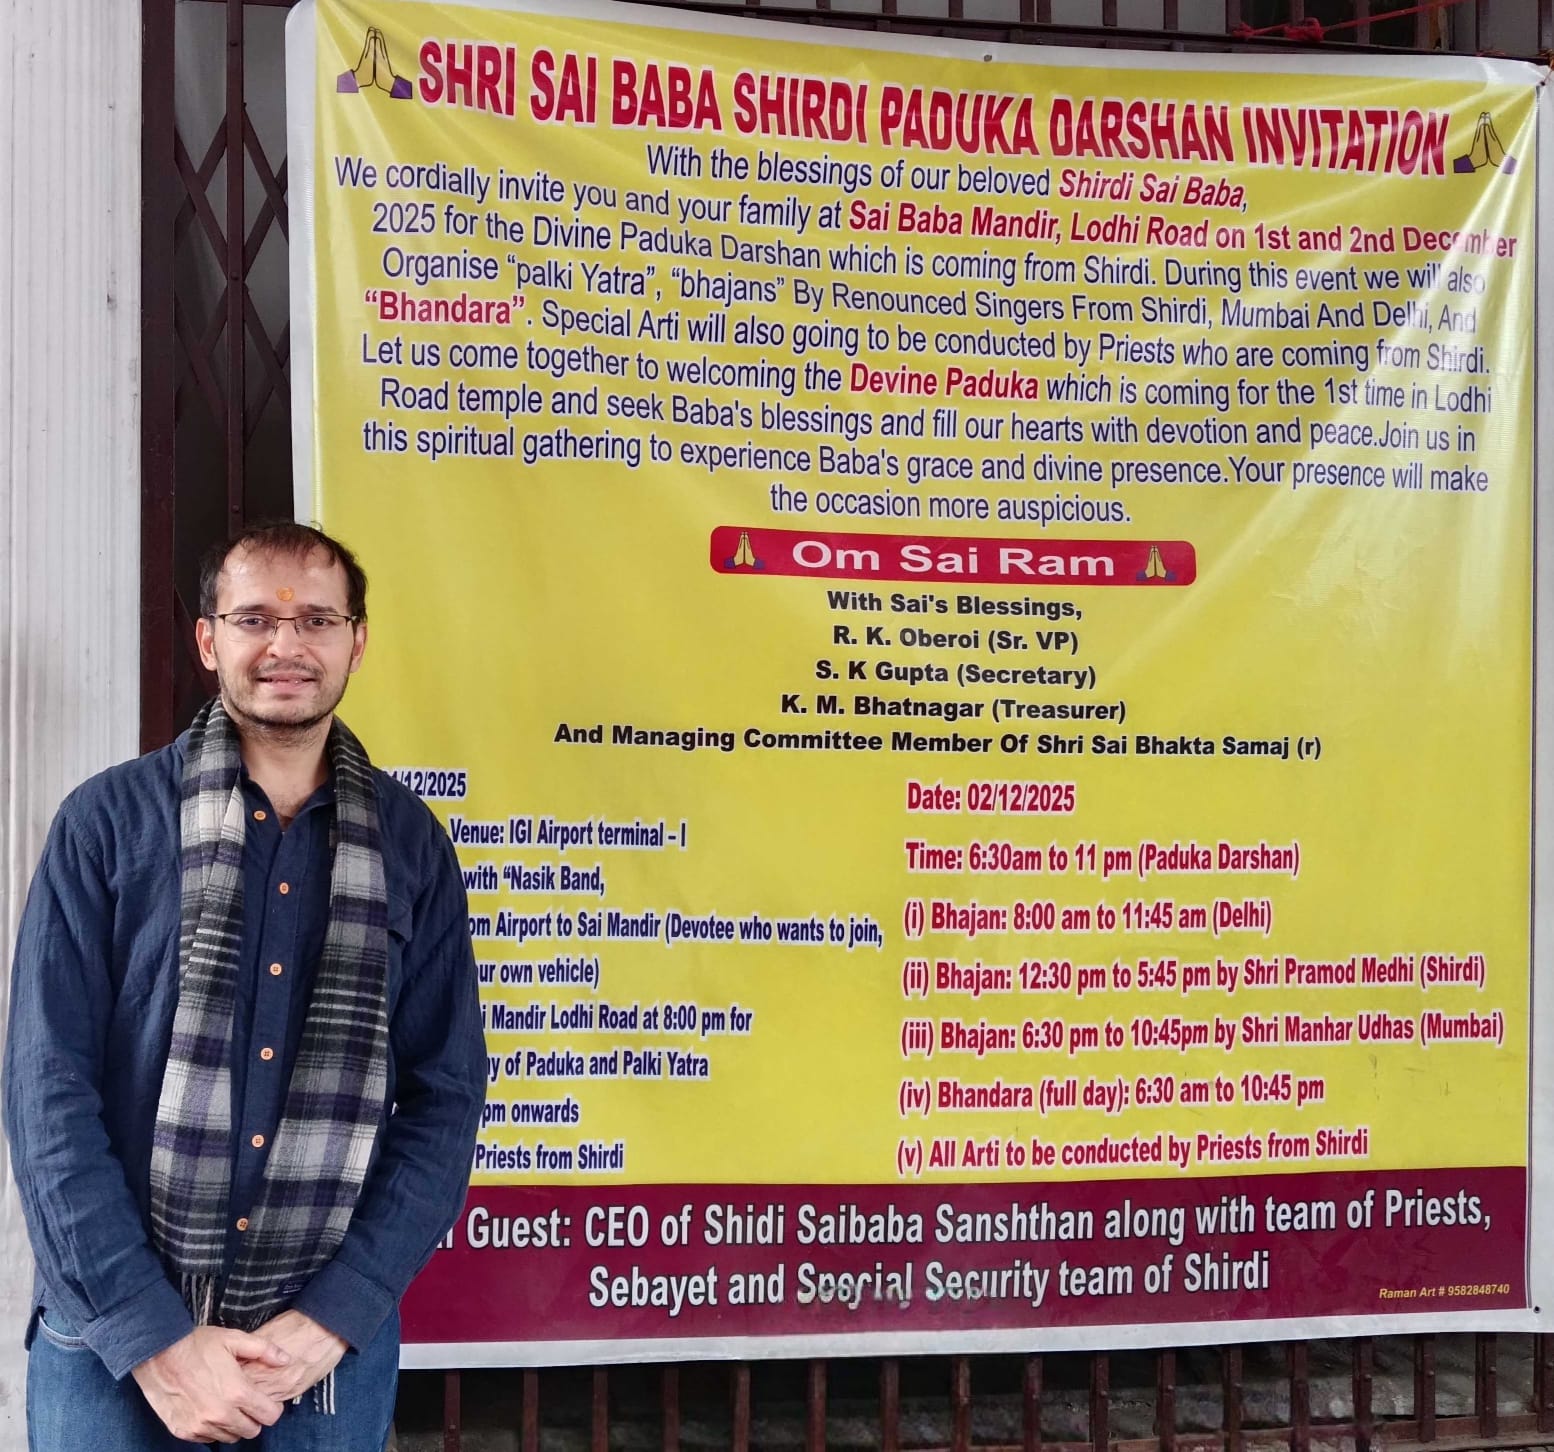 SHRI SAI BABA SHIRDI PADUKA DARSHAN INVITATION
With the blessings of our beloved Shirdi Sai Baba,
We cordially invite you and your family at Sai Baba Mandir, Lodhi Road on 1st and 2nd December
2025 for the Divine Paduka Darshan which is coming from Shirdi. During this event we will also
Organise “palki Yatra”, “bhajans” By Renounced Singers From Shirdi, Mumbai And Delhi, And
“Bhandara”. Special Arti will also going to be conducted by Priests who are coming from Shirdi.
Let us come together to welcoming the Devine Paduka which is coming for the 1st time in Lodhi
Road temple and seek Baba's blessings and fill our hearts with devotion and peace.Join us in
this spiritual gathering to experience Baba's grace and divine presence.Your presence will make
the occasion more auspicious.
Om Sai Ram
With Sai's Blessings,
R. K. Oberoi (Sr. VP)
S. K Gupta (Secretary)
K. M. Bhatnagar (Treasurer)
And Managing Committee Member Of Shri Sai Bhakta Samaj (r)
1/12/2025
Venue: IGI Airport terminal – I
with “Nasik Band,
om Airport to Sai Mandir (Devotee who wants to join,
ur own vehicle)
i Mandir Lodhi Road at 8:00 pm for
y of Paduka and Palki Yatra
pm onwards
Priests from Shirdi
Date: 02/12/2025
Time: 6:30am to 11 pm (Paduka Darshan)
(i) Bhajan: 8:00 am to 11:45 am (Delhi)
(ii) Bhajan: 12:30 pm to 5:45 pm by Shri Pramod Medhi (Shirdi)
(iii) Bhajan: 6:30 pm to 10:45pm by Shri Manhar Udhas (Mumbai)
(iv) Bhandara (full day): 6:30 am to 10:45 pm
(v) All Arti to be conducted by Priests from Shirdi
Guest: CEO of Shidi Saibaba Sanshthan along with team of Priests,
Sebayet and Special Security team of Shirdi
Raman Art # 9582848740